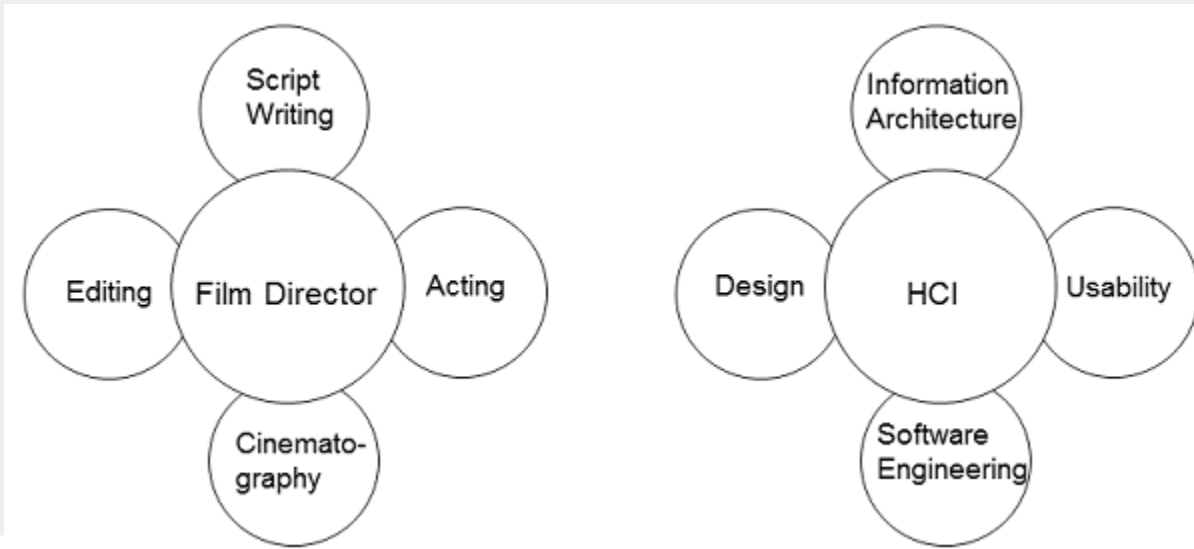 Script
Writing
Editing
Film Director
Acting
Cinemato-
graphy
Information
Architecture
Design
HCI
Usability
Software
Engineering